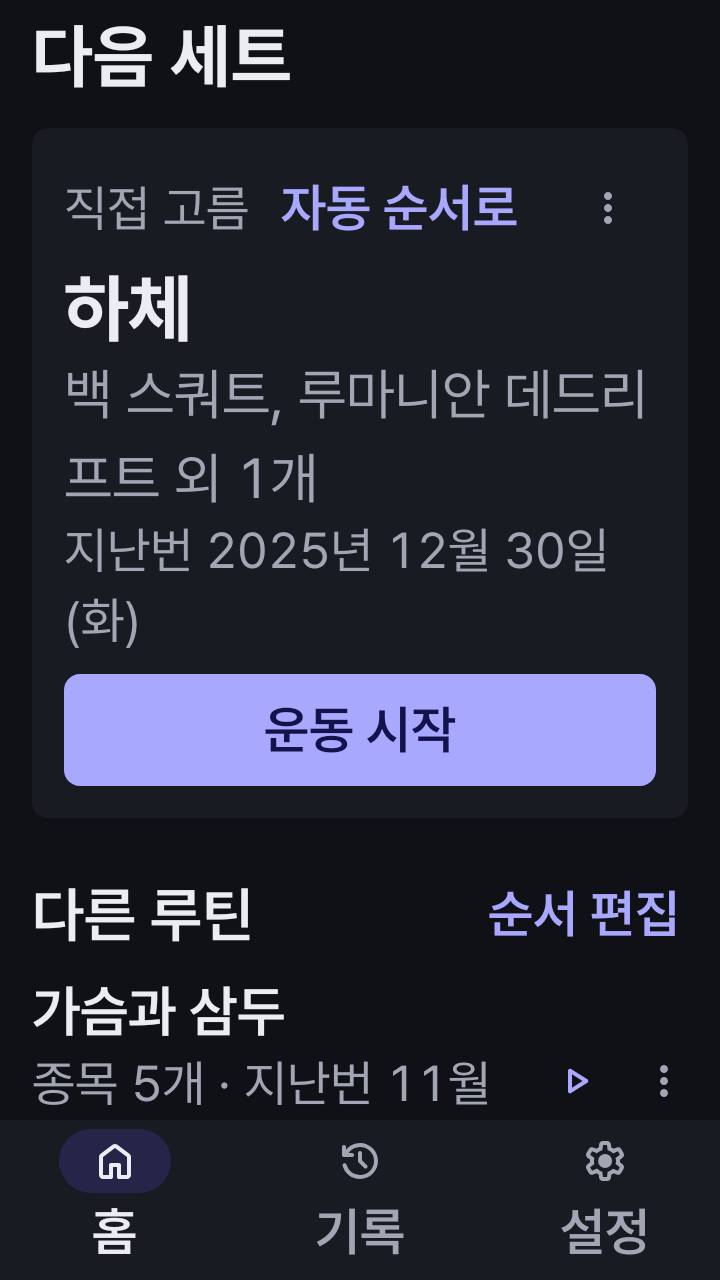 다음 세트
직접 고름 자동 순서로
하체
백 스쿼트, 루마니안 데드리
프트 외 1개
지난번 2025년 12월 30일
(화)
운동 시작
다른 루틴 순서 편집
가슴과 삼두
종목 5개 · 지난번 11월
홈 기록 설정